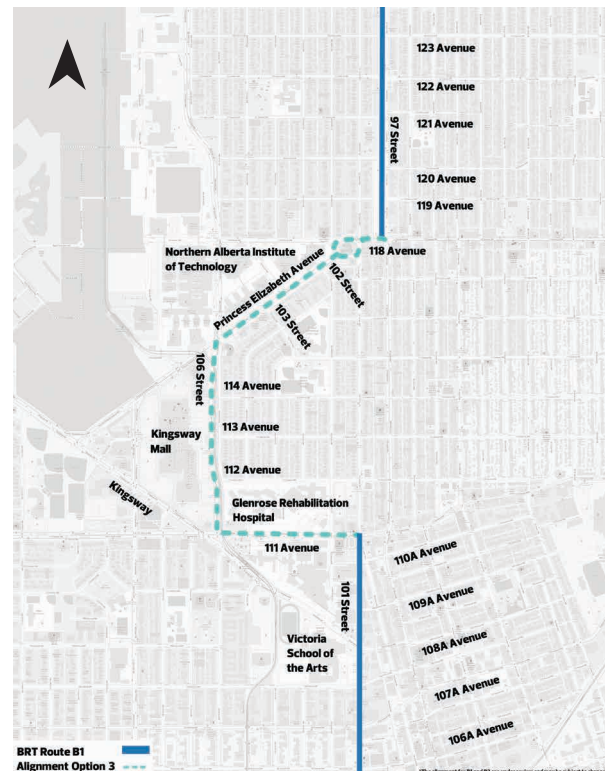 123 Avenue
122 Avenue
121 Avenue
97 Street
120 Avenue
119 Avenue
118 Avenue
Northern Alberta Institute
of Technology
Princess Elizabeth Avenue
102 Street
103 Street
106 Street
114 Avenue
113 Avenue
Kingsway
Mall
112 Avenue
Kingsway
Glenrose Rehabilitation
Hospital
111 Avenue
110A Avenue
101 Street
109A Avenue
Victoria
School of
the Arts
108A Avenue
107A Avenue
106A Avenue
BRT Route B1
Alignment Option 3